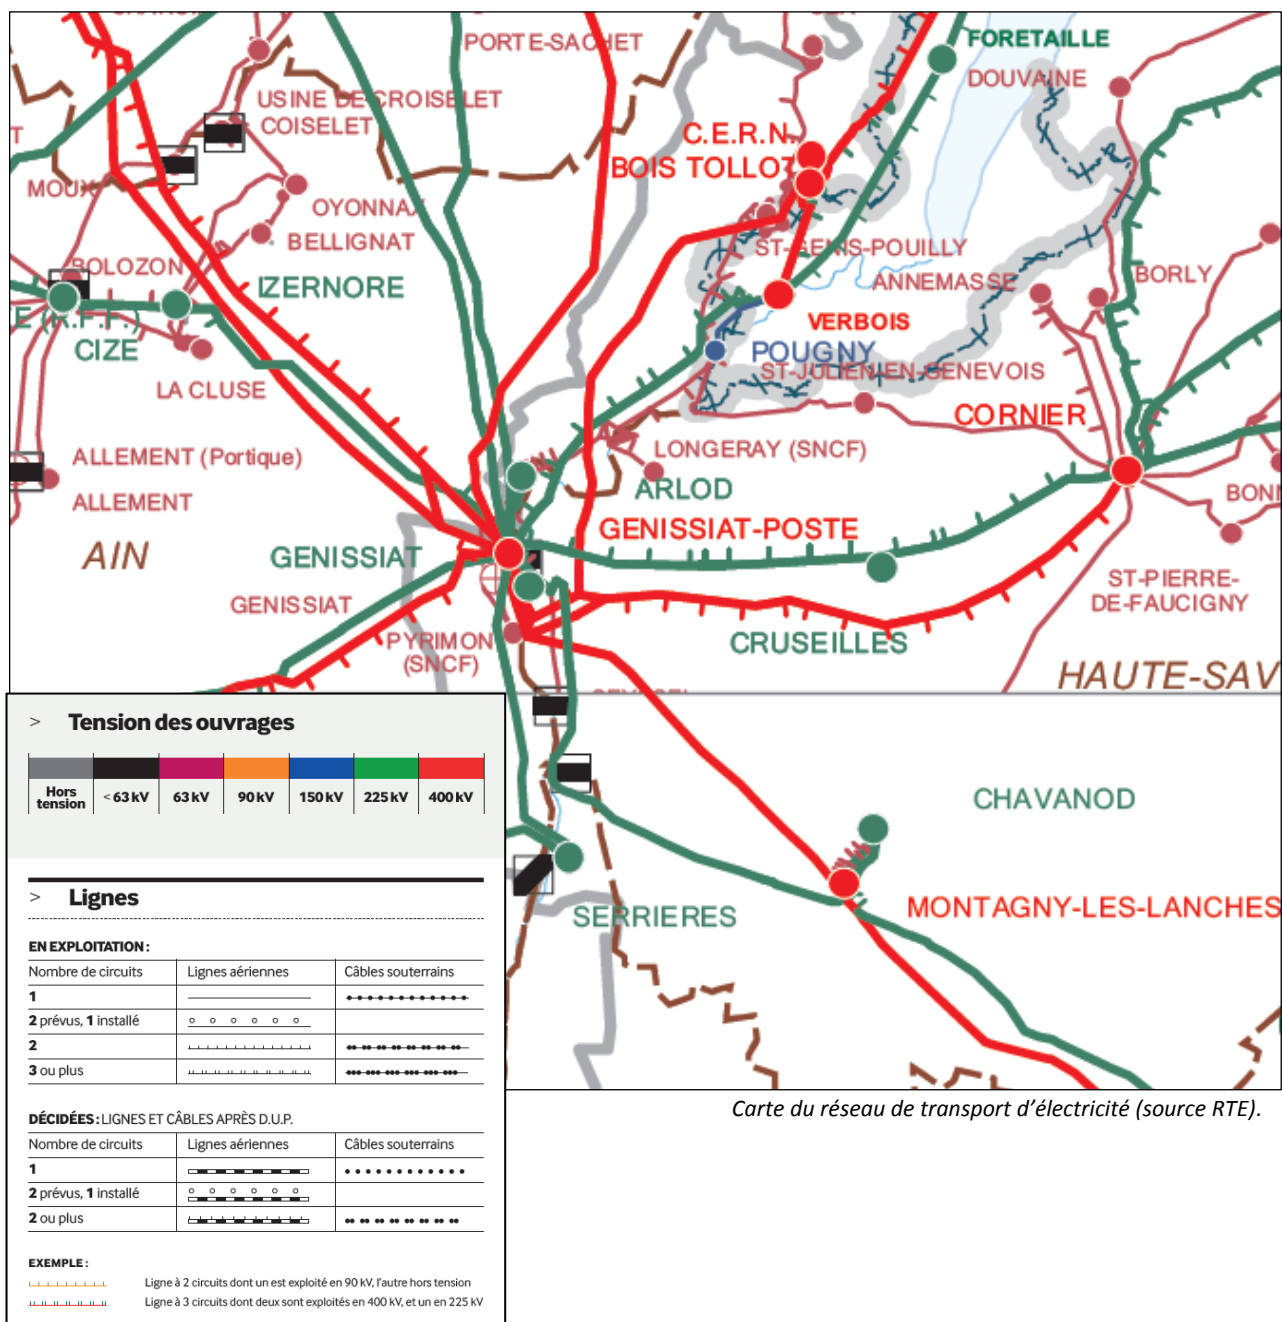 PORTE-SACHET
FORETAILLE
DOUVAINE
USINE DE CROISELET
COISELET
C.E.R.N.
BOIS TOLLOT
MOUX
OYONNAX
BELLIGNAT
ST-GENIS-POUILLY
BOLOZON
IZERNORE
ANNEMASSE
BORLY
E (R.F.F.)
CIZE
VERBOIS
POUGNY
ST-JULIEN-EN-GENEVOIS
LA CLUSE
CORNIER
ALLEMENT (Portique)
LONGERAY (SNCF)
ALLEMENT
ARLOD
BONN
AIN
GENISSIAT
GENISSIAT-POSTE
GENISSIAT
ST-PIERRE-
DE-FAUCIGNY
PYRIMON
(SNCF)
CRUSEILLES
HAUTE-SAV
> Tension des ouvrages
Hors tension
< 63 kV
63 kV
90 kV
150 kV
225 kV
400 kV
CHAVANOD
SERRIERES
MONTAGNY-LES-LANCHES
> Lignes
EN EXPLOITATION :
Nombre de circuits Lignes aériennes Câbles souterrains
1
2 prévus, 1 installé
2
3 ou plus
DÉCIDÉES : LIGNES ET CÂBLES APRÈS D.U.P.
Nombre de circuits Lignes aériennes Câbles souterrains
1
2 prévus, 1 installé
2 ou plus
EXEMPLE :
Ligne à 2 circuits dont un est exploité en 90 kV, l'autre hors tension
Ligne à 3 circuits dont deux sont exploités en 400 kV, et un en 225 kV
Carte du réseau de transport d'électricité (source RTE).